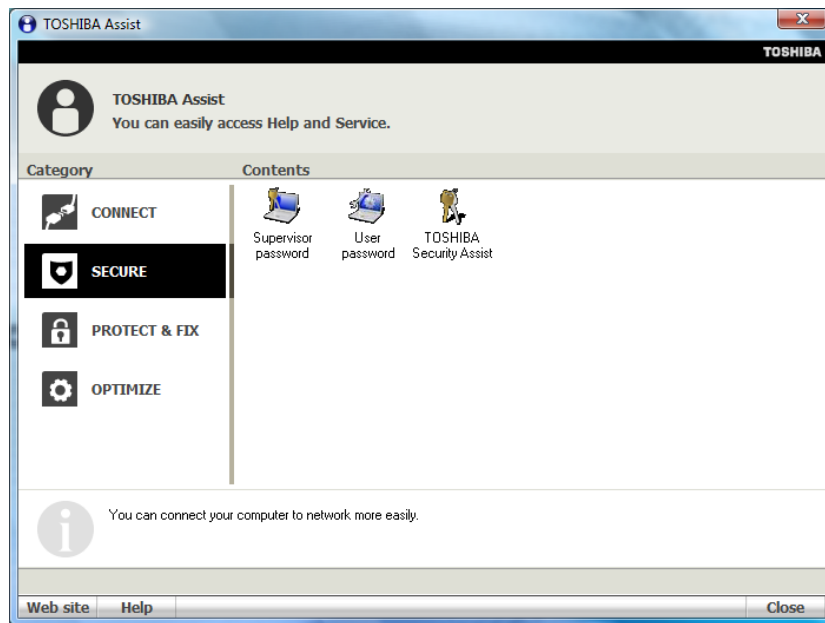 TOSHIBA Assist
TOSHIBA
TOSHIBA Assist
You can easily access Help and Service.
Category
Contents
CONNECT
SECURE
PROTECT & FIX
OPTIMIZE
Supervisor
password
User
password
TOSHIBA
Security Assist
You can connect your computer to network more easily.
Web site
Help
Close